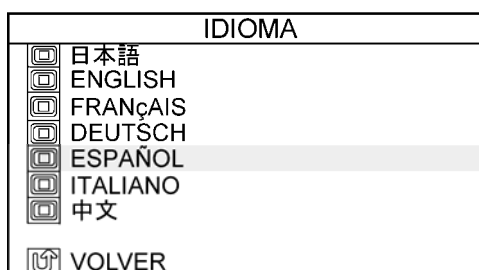 IDIOMA
日本語
ENGLISH
FRANçAIS
DEUTSCH
ESPAÑOL
ITALIANO
中文
VOLVER